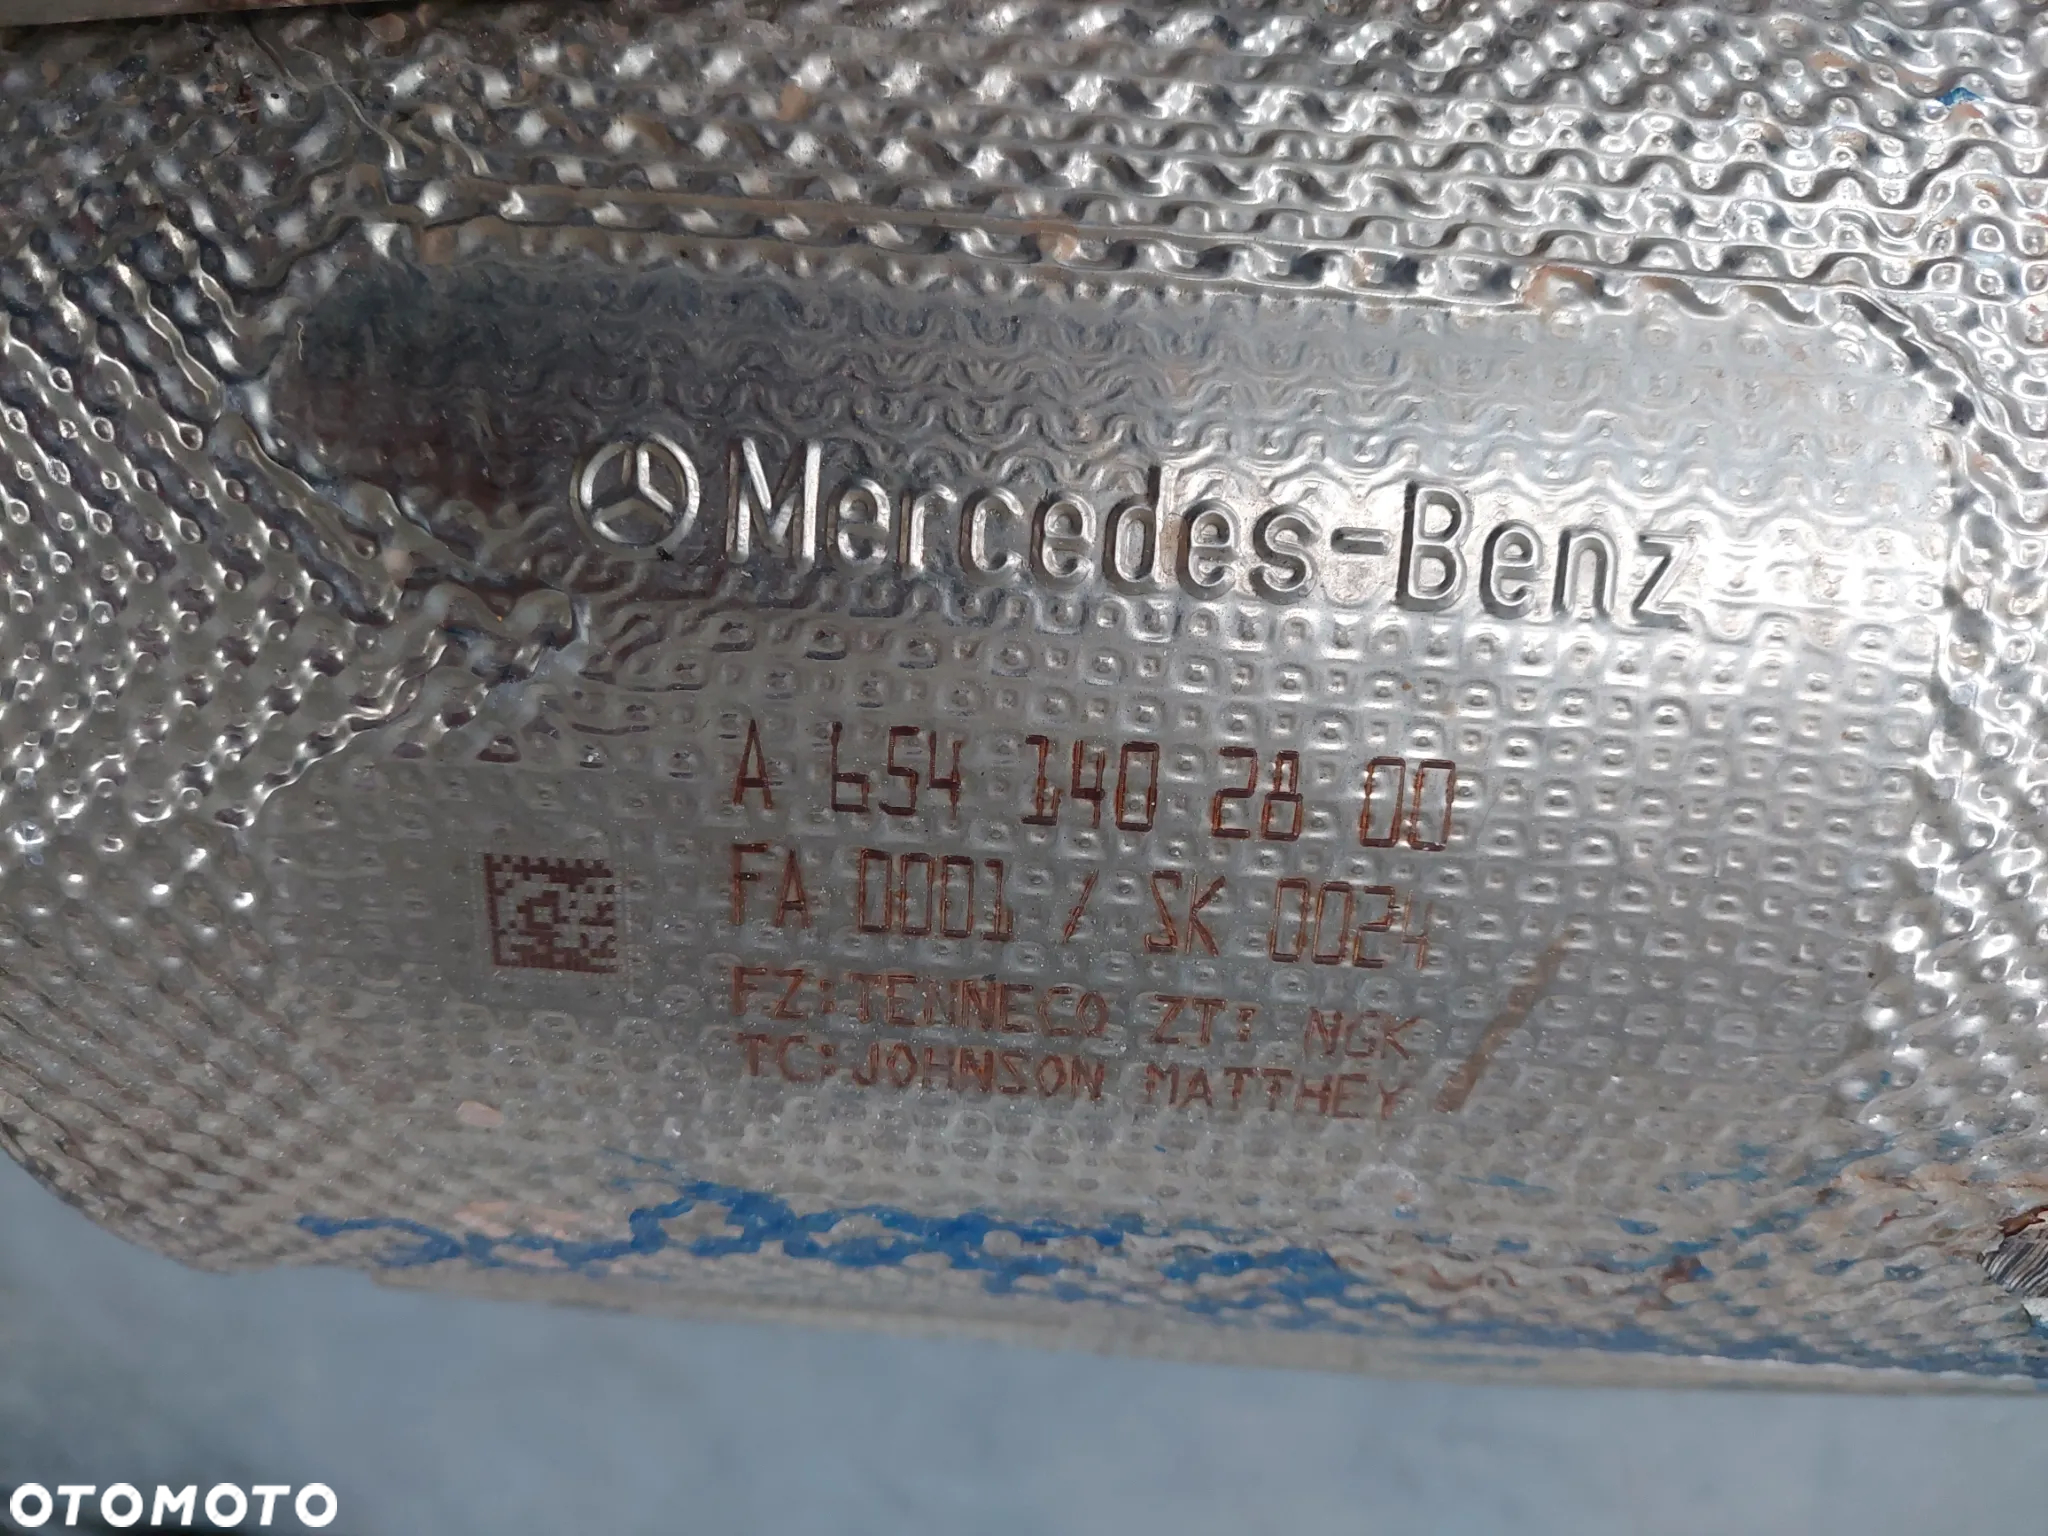 Mercedes-Benz
A 654 140 28 00
FA 0001 / SK 0024
FZ:TENNECO ZT: NGK
TC:JOHNSON MATTHEY
OTOMOTO